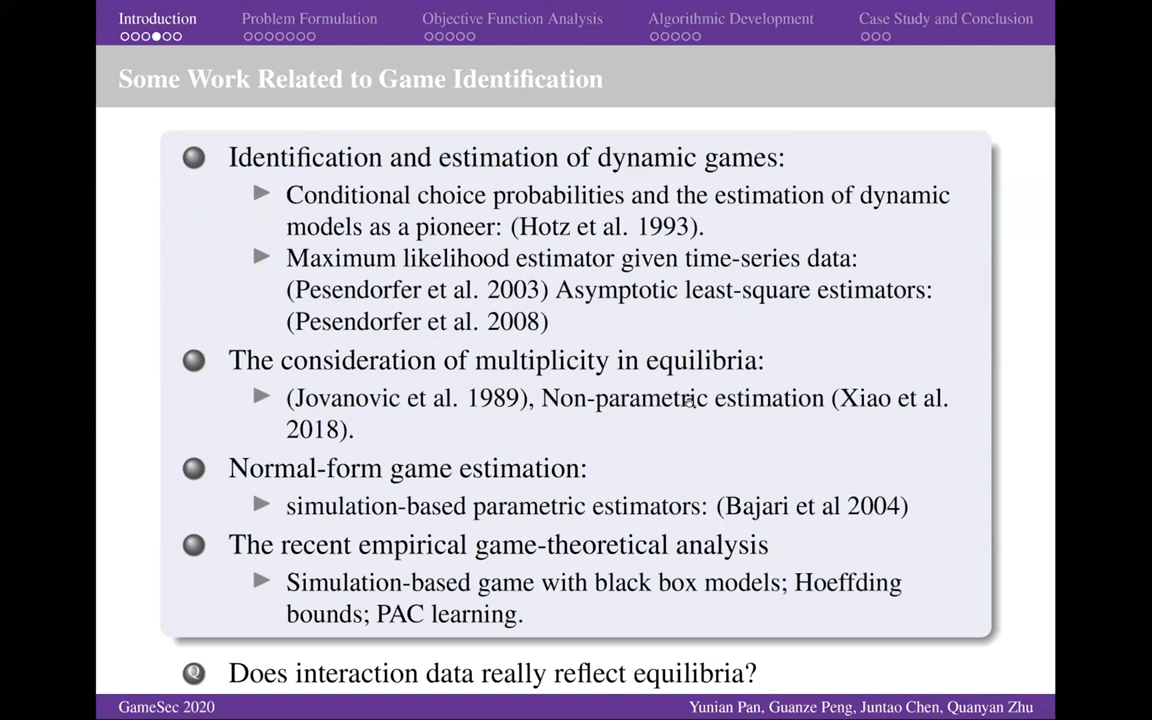 Introduction Problem Formulation Objective Function Analysis Algorithmic Development Case Study and Conclusion
Some Work Related to Game Identification
Identification and estimation of dynamic games:
Conditional choice probabilities and the estimation of dynamic
models as a pioneer: (Hotz et al. 1993).
Maximum likelihood estimator given time-series data:
(Pesendorfer et al. 2003) Asymptotic least-square estimators:
(Pesendorfer et al. 2008)
The consideration of multiplicity in equilibria:
(Jovanovic et al. 1989), Non-parametric estimation (Xiao et al.
2018).
Normal-form game estimation:
simulation-based parametric estimators: (Bajari et al 2004)
The recent empirical game-theoretical analysis
Simulation-based game with black box models; Hoeffding
bounds; PAC learning.
Q Does interaction data really reflect equilibria?
GameSec 2020 Yunian Pan, Guanze Peng, Juntao Chen, Quanyan Zhu